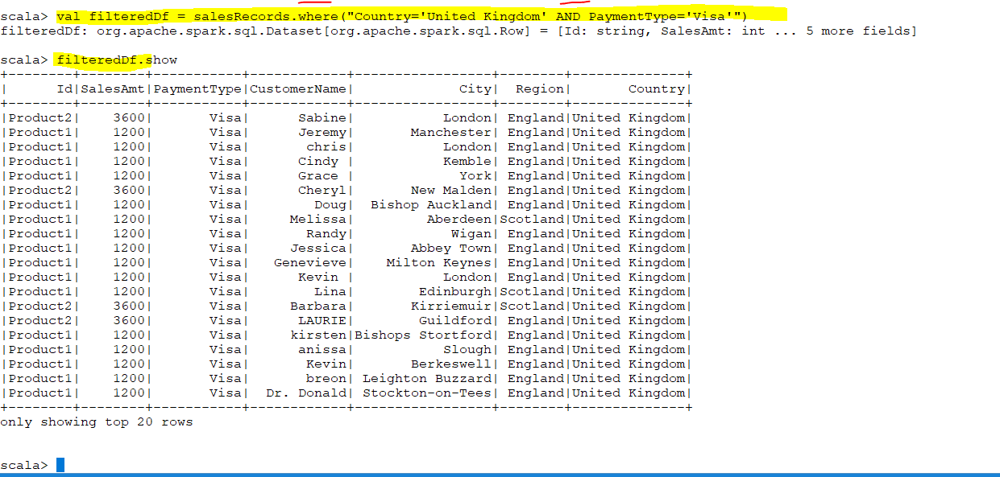 scala> val filteredDf = salesRecords.where("Country='United Kingdom' AND PaymentType='Visa'")
filteredDf: org.apache.spark.sql.Dataset[org.apache.spark.sql.Row] = [Id: string, SalesAmt: int ... 5 more fields]
scala> filteredDf.show
+--------+--------+-----------+------------+-----------------+--------+--------------+
|      Id|SalesAmt|PaymentType|CustomerName|             City|  Region|       Country|
+--------+--------+-----------+------------+-----------------+--------+--------------+
|Product2|    3600|       Visa|      Sabine|           London| England|United Kingdom|
|Product1|    1200|       Visa|      Jeremy|       Manchester| England|United Kingdom|
|Product1|    1200|       Visa|       chris|           London| England|United Kingdom|
|Product1|    1200|       Visa|      Cindy |           Kemble| England|United Kingdom|
|Product1|    1200|       Visa|      Grace |             York| England|United Kingdom|
|Product2|    3600|       Visa|      Cheryl|       New Malden| England|United Kingdom|
|Product1|    1200|       Visa|        Doug|  Bishop Auckland| England|United Kingdom|
|Product1|    1200|       Visa|     Melissa|         Aberdeen|Scotland|United Kingdom|
|Product1|    1200|       Visa|       Randy|            Wigan| England|United Kingdom|
|Product1|    1200|       Visa|     Jessica|       Abbey Town| England|United Kingdom|
|Product1|    1200|       Visa|   Genevieve|    Milton Keynes| England|United Kingdom|
|Product1|    1200|       Visa|      Kevin |           London| England|United Kingdom|
|Product1|    1200|       Visa|        Lina|        Edinburgh|Scotland|United Kingdom|
|Product2|    3600|       Visa|     Barbara|       Kirriemuir|Scotland|United Kingdom|
|Product2|    3600|       Visa|      LAURIE|        Guildford| England|United Kingdom|
|Product1|    1200|       Visa|     kirsten|Bishops Stortford| England|United Kingdom|
|Product1|    1200|       Visa|      anissa|           Slough| England|United Kingdom|
|Product1|    1200|       Visa|       Kevin|        Berkeswell| England|United Kingdom|
|Product1|    1200|       Visa|       breon| Leighton Buzzard| England|United Kingdom|
|Product1|    1200|       Visa|  Dr. Donald| Stockton-on-Tees| England|United Kingdom|
+--------+--------+-----------+------------+-----------------+--------+--------------+
only showing top 20 rows
scala>